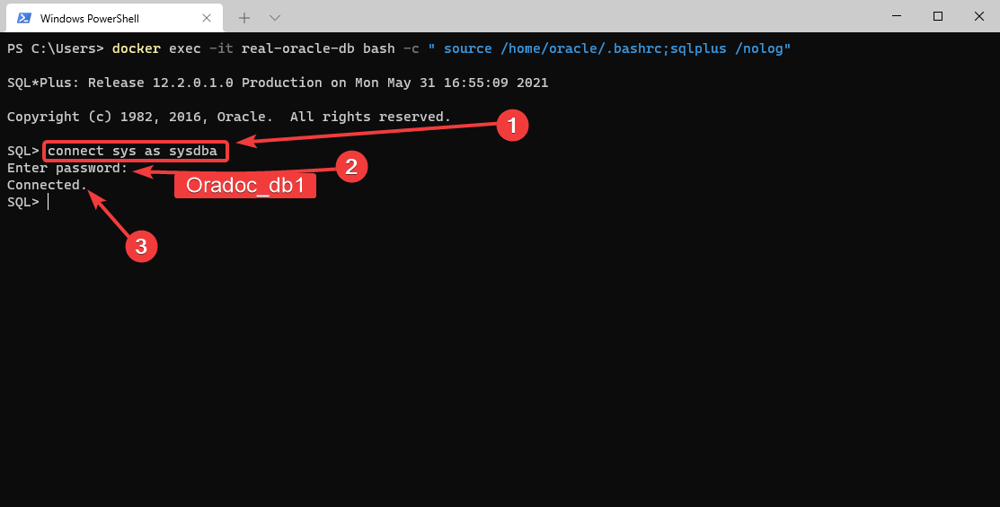 Windows PowerShell
PS C:\Users> docker exec -it real-oracle-db bash -c " source /home/oracle/.bashrc;sqlplus /nolog"
SQL*Plus: Release 12.2.0.1.0 Production on Mon May 31 16:55:09 2021
Copyright (c) 1982, 2016, Oracle.  All rights reserved.
1
SQL> connect sys as sysdba
Enter password:
2
Connected.
Oradoc_db1
SQL>
3